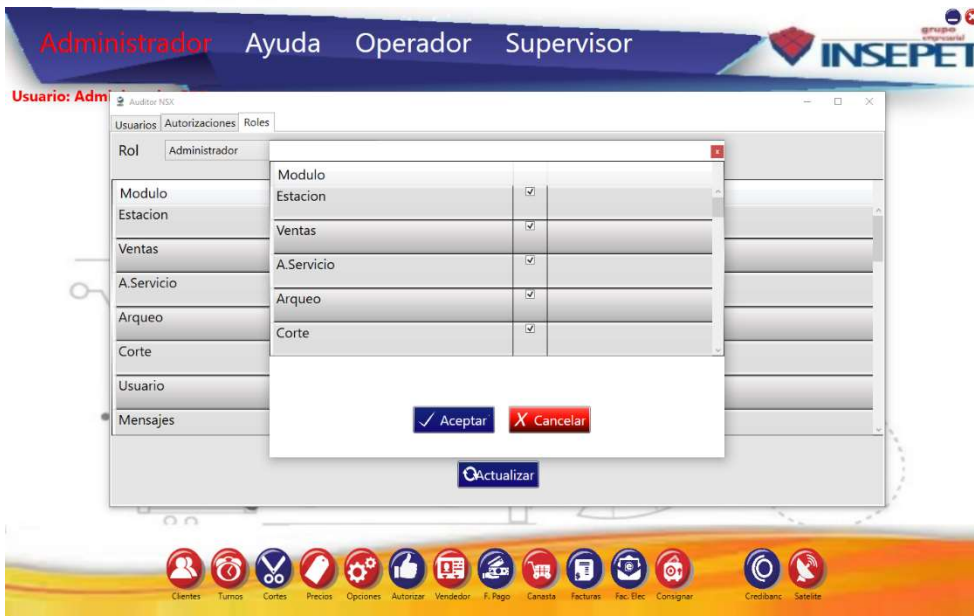 Administrador Ayuda Operador Supervisor
grupo
empresarial
INSEPET
Usuario: Adm
Auditor NSX
Usuarios Autorizaciones Roles
Rol Administrador
Modulo
Estacion
Ventas
A.Servicio
Arqueo
Corte
Usuario
Mensajes
x
Modulo
Estacion
Ventas
A.Servicio
Arqueo
Corte
Aceptar X Cancelar
Actualizar
Clientes Turnos Cortes Precios Opciones Autorizar Vendedor F. Pago Canasta Facturas Fac. Elec Consignar Credibanc Satelite